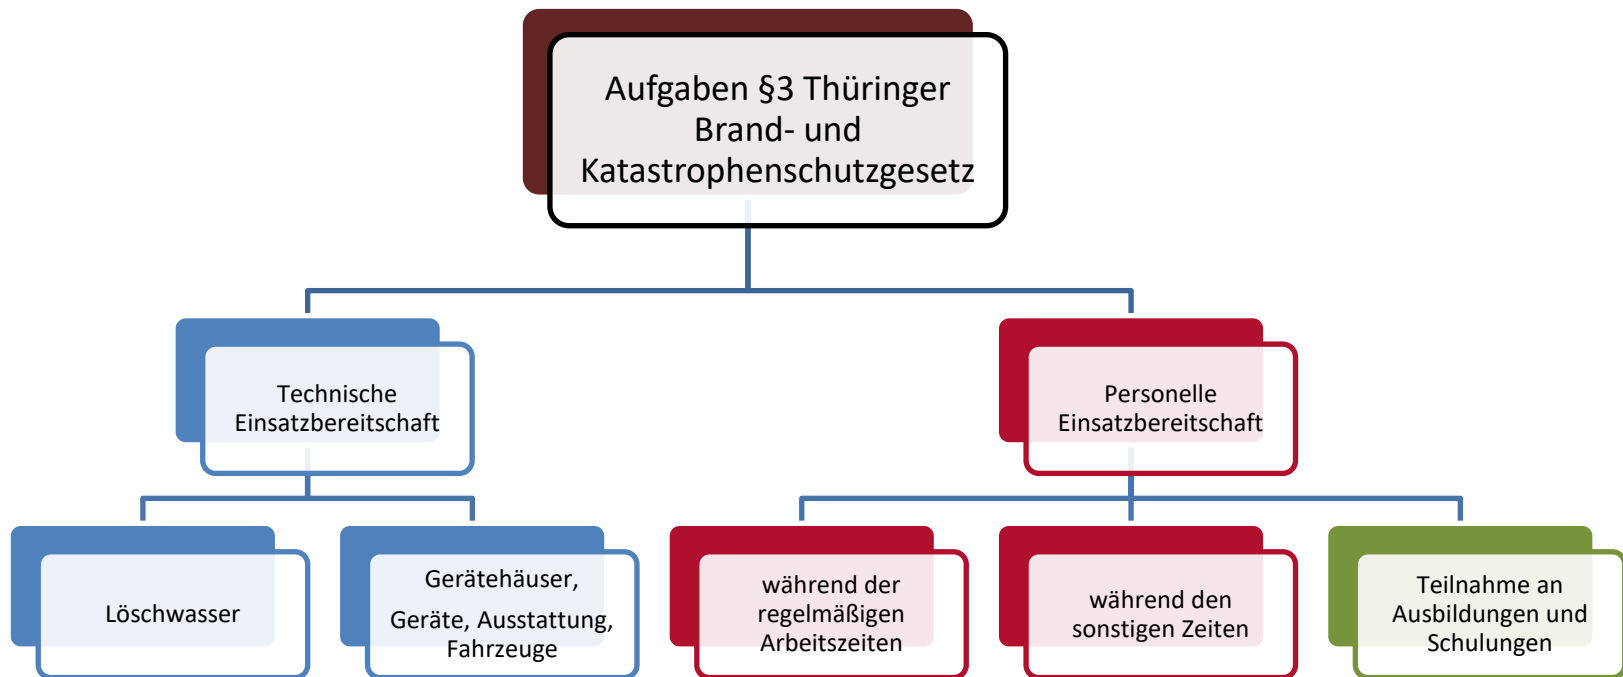 Aufgaben §3 Thüringer
Brand- und
Katastrophenschutzgesetz
Technische
Einsatzbereitschaft
Personelle
Einsatzbereitschaft
Löschwasser
Gerätehäuser,
Geräte, Ausstattung,
Fahrzeuge
während der
regelmäßigen
Arbeitszeiten
während den
sonstigen Zeiten
Teilnahme an
Ausbildungen und
Schulungen